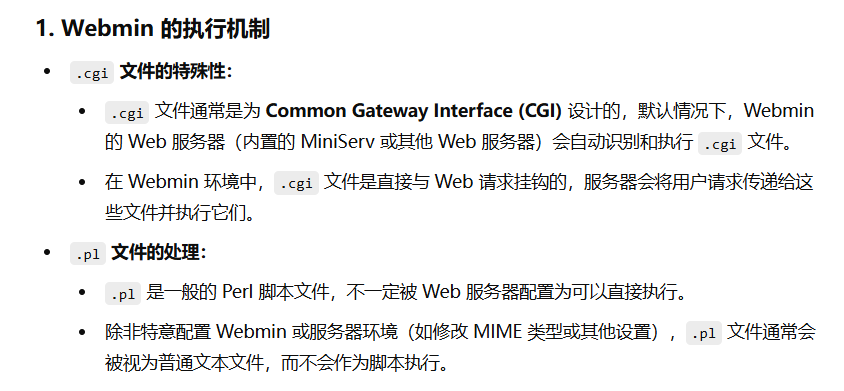 1. Webmin 的执行机制
• .cgi 文件的特殊性：
• .cgi 文件通常是为 Common Gateway Interface (CGI) 设计的，默认情况下，Webmin
的 Web 服务器（内置的 MiniServ 或其他 Web 服务器）会自动识别和执行 .cgi 文件。
• 在 Webmin 环境中，.cgi 文件是直接与 Web 请求挂钩的，服务器会将用户请求传递给这
些文件并执行它们。
• .pl 文件的处理：
• .pl 是一般的 Perl 脚本文件，不一定被 Web 服务器配置为可以直接执行。
• 除非特意配置 Webmin 或服务器环境（如修改 MIME 类型或其他设置），.pl 文件通常会
被视为普通文本文件，而不会作为脚本执行。